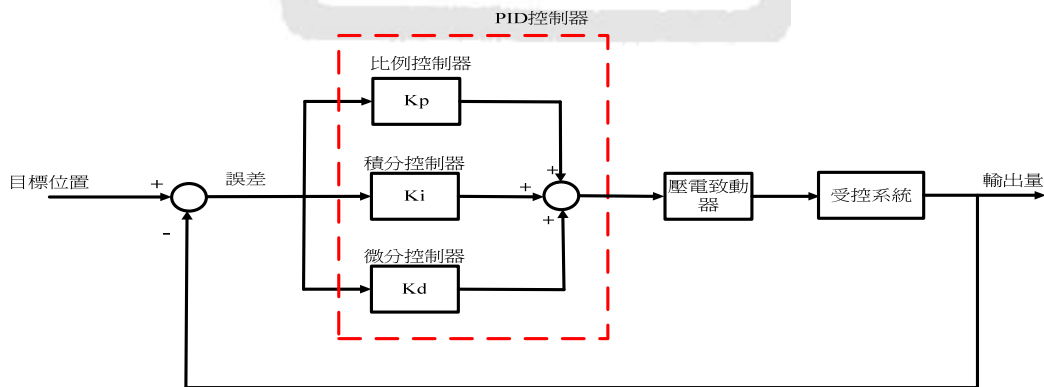 PID控制器
比例控制器
Kp
目標位置
+
-
誤差
積分控制器
Ki
微分控制器
Kd
+
+
+
壓電致動
器
受控系統
輸出量